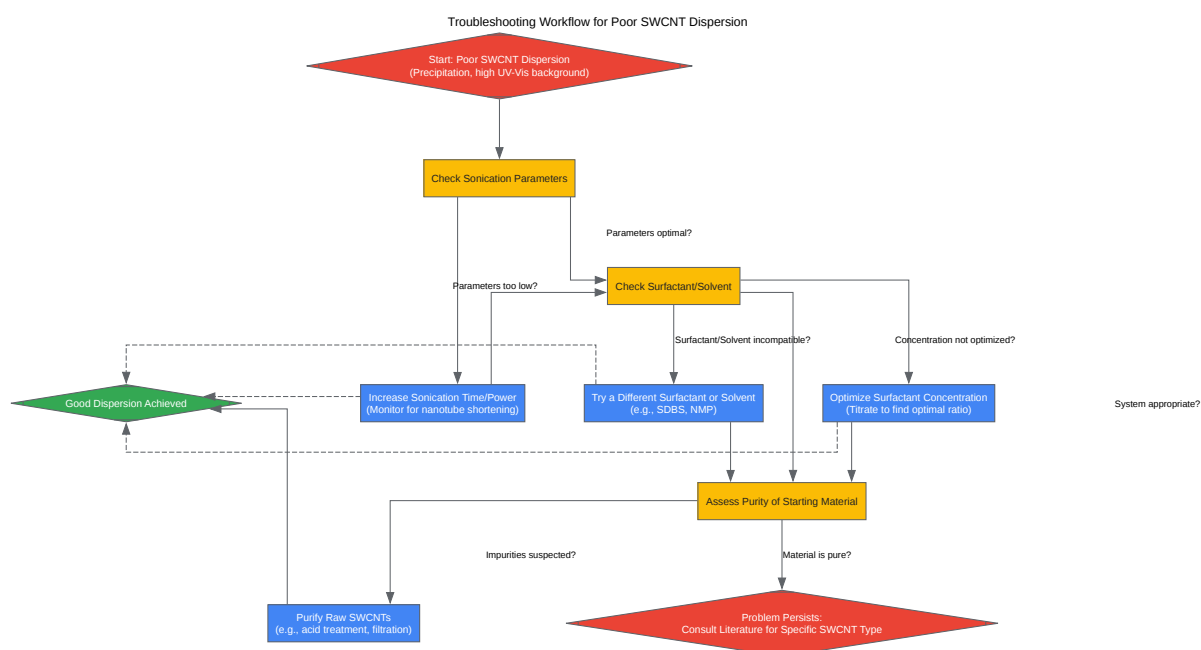 Troubleshooting Workflow for Poor SWCNT Dispersion
Start: Poor SWCNT Dispersion
(Precipitation, high UV-Vis background)
Check Sonication Parameters
Parameters optimal?
Parameters too low?
Check Surfactant/Solvent
Surfactant/Solvent incompatible?
Concentration not optimized?
Good Dispersion Achieved
Increase Sonication Time/Power
(Monitor for nanotube shortening)
Try a Different Surfactant or Solvent
(e.g., SDBS, NMP)
Optimize Surfactant Concentration
(Titrate to find optimal ratio)
System appropriate?
Assess Purity of Starting Material
Impurities suspected?
Material is pure?
Purify Raw SWCNTs
(e.g., acid treatment, filtration)
Problem Persists:
Consult Literature for Specific SWCNT Type